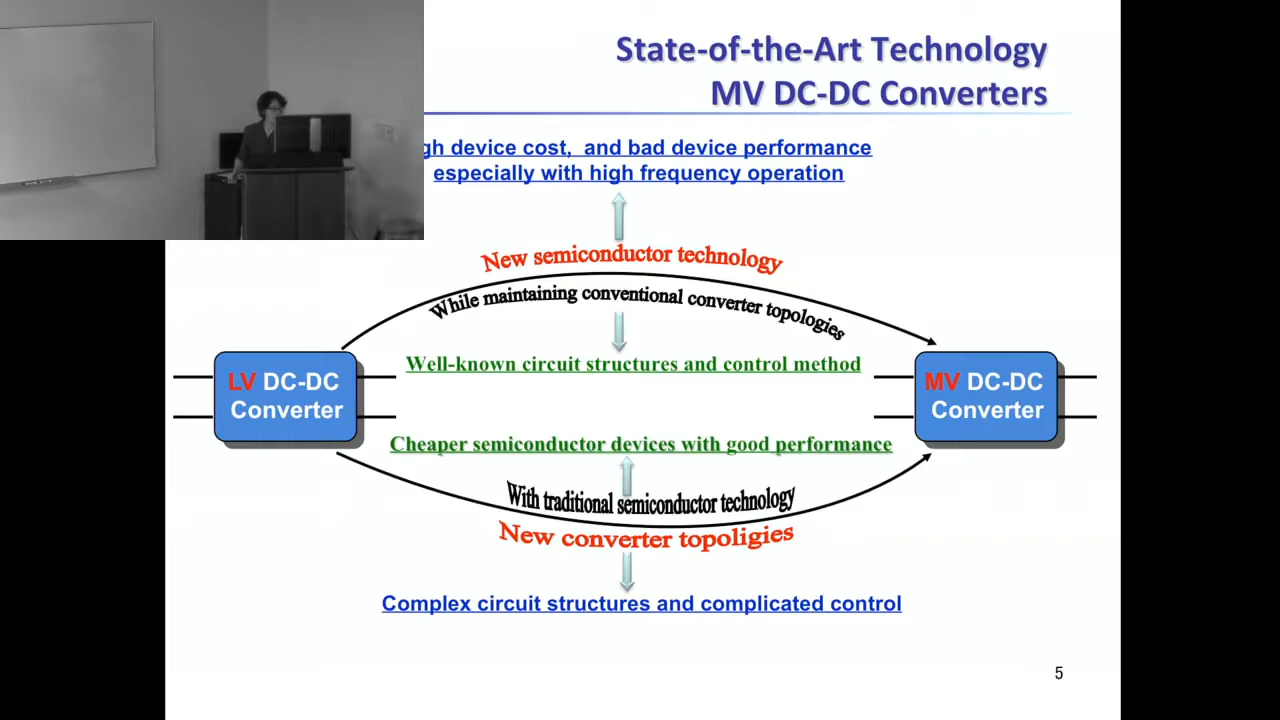 State-of-the-Art Technology
MV DC-DC Converters
device cost, and bad device performance
especially with high frequency operation
New semiconductor technology
While maintaining conventional converter topologies
Well-known circuit structures and control method
LV DC-DC
Converter
MV DC-DC
Converter
Cheaper semiconductor devices with good performance
With traditional semiconductor technology
New converter topoligies
Complex circuit structures and complicated control
5